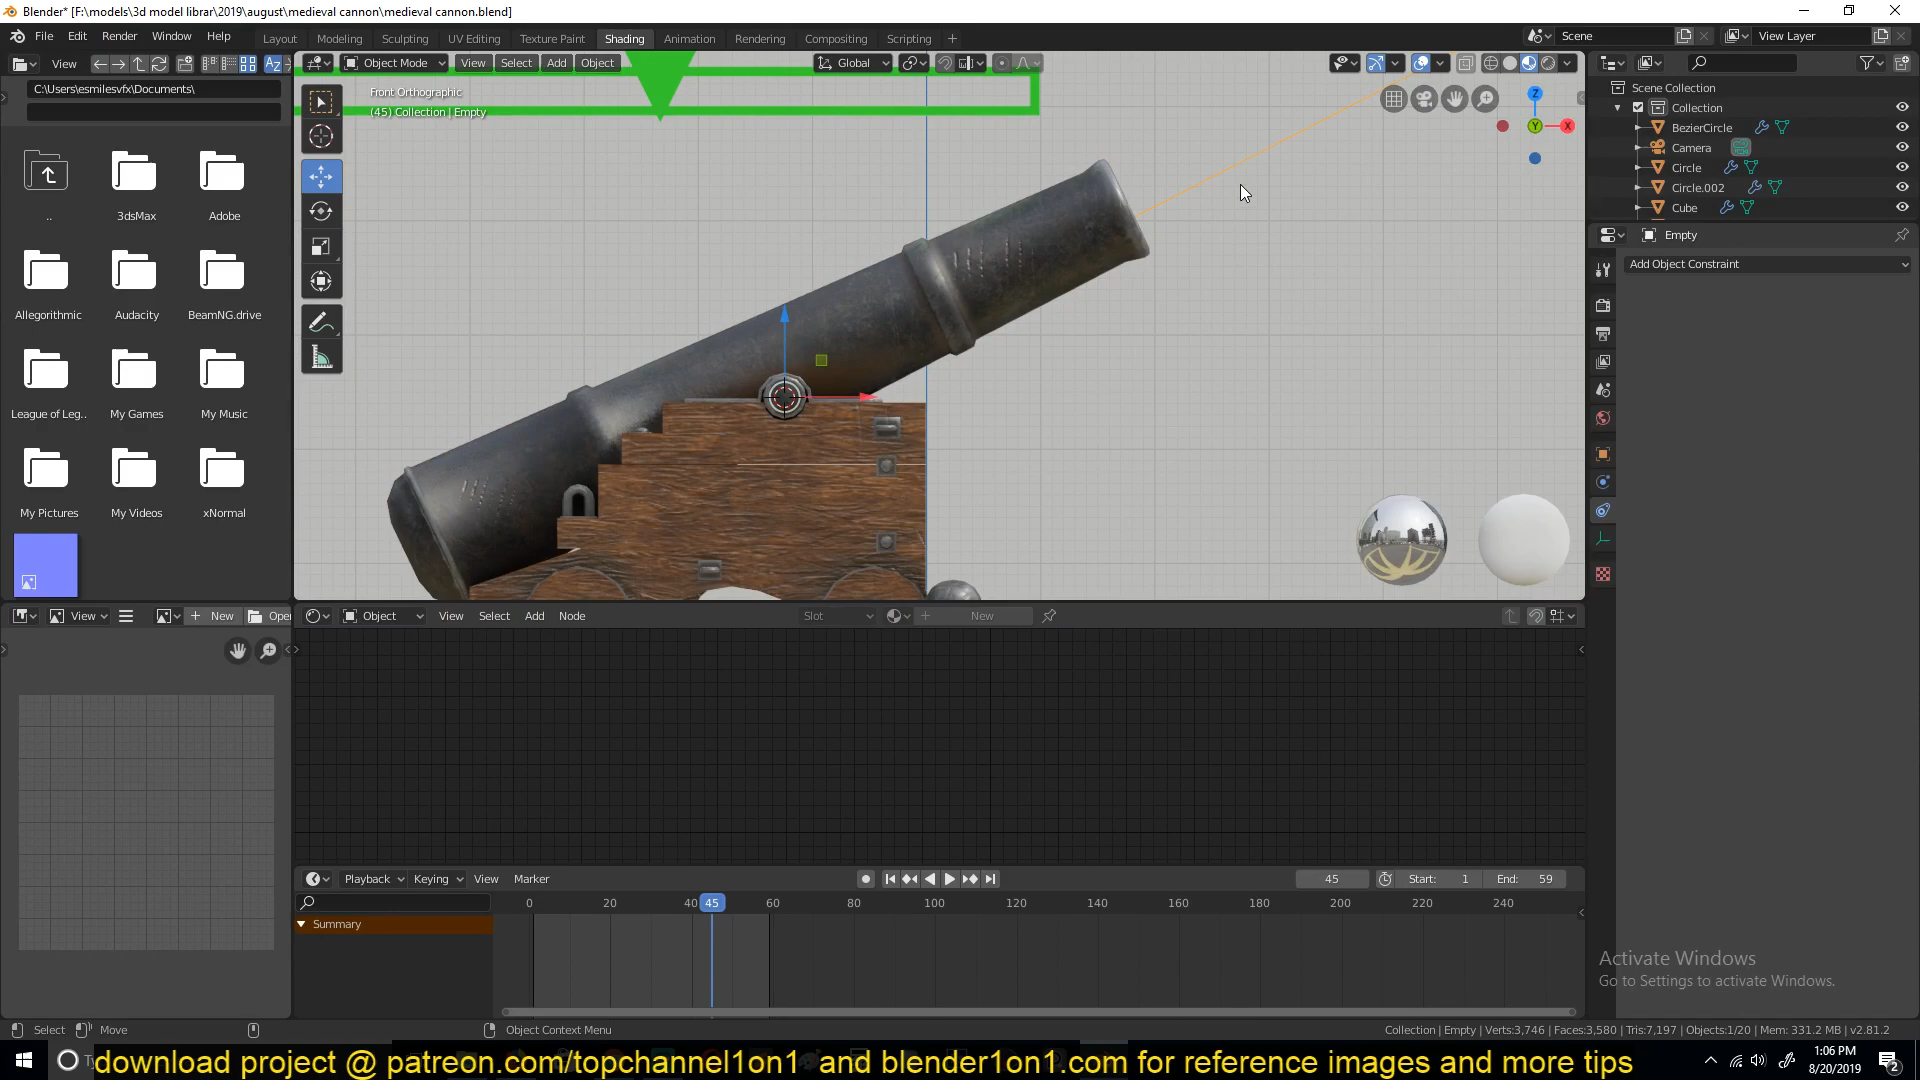 Blender* [F:\models\3d model librar\2019\august\medieval cannon\medieval cannon.blend]
File Edit Render Window Help
Layout Modeling Sculpting UV Editing Texture Paint Shading Animation Rendering Compositing Scripting
Scene
View Layer
View
Object Mode View Select Add Object
Global
C:\Users\esmilesvfx\Documents\
Front Orthographic
(45) Collection | Empty
Z
Y
X
Scene Collection
Collection
BezierCircle
Camera
Circle
Circle.002
Cube
Empty
Add Object Constraint
..
3dsMax
Adobe
Allegorithmic
Audacity
BeamNG.drive
League of Leg..
My Games
My Music
My Pictures
My Videos
xNormal
View New Open
Object View Select Add Node
Slot
New
Playback Keying View Marker
45
Start: 1
End: 59
0 20 40 45 60 80 100 120 140 160 180 200 220 240
Summary
Activate Windows
Go to Settings to activate Windows.
Select Move Object Context Menu
Collection | Empty | Verts:3,746 | Faces:3,580 | Tris:7,197 | Objects:1/20 | Mem: 331.2 MB | v2.81.2
download project @ patreon.com/topchannel1on1 and blender1on1.com for reference images and more tips
1:06 PM
8/20/2019
2